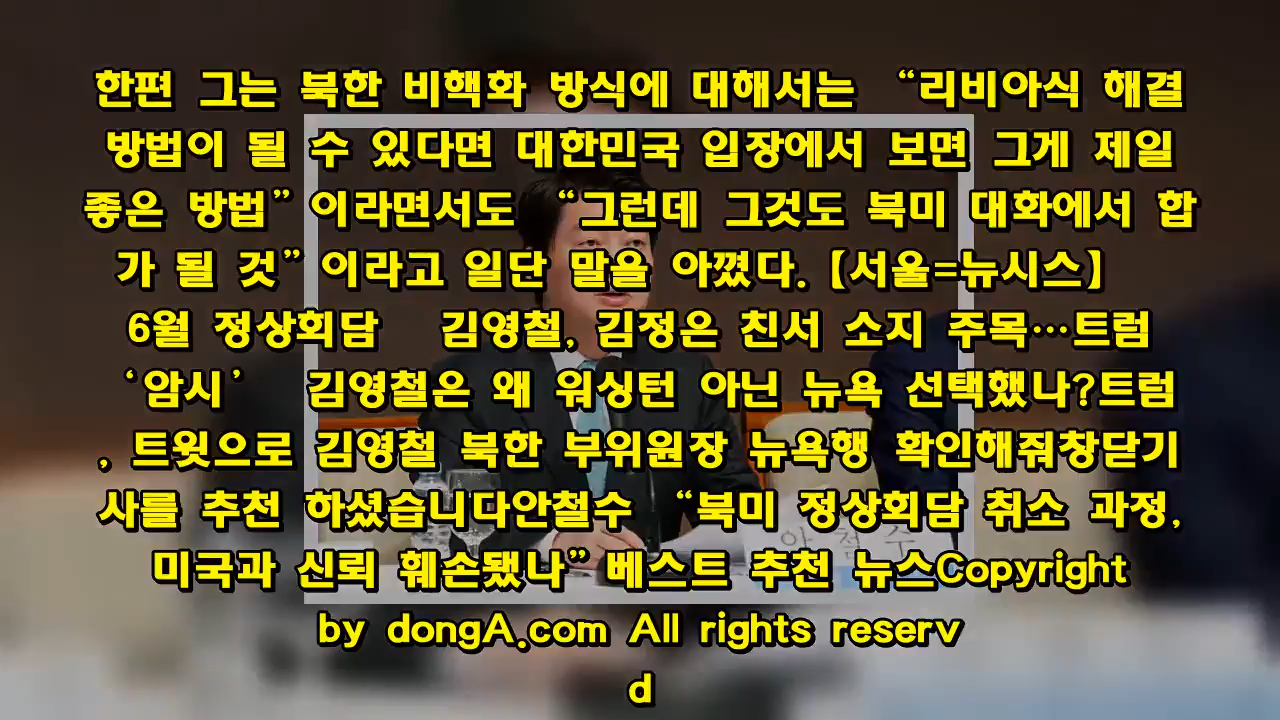 한편 그는 북한 비핵화 방식에 대해서는 “리비아식 해결
방법이 될 수 있다면 대한민국 입장에서 보면 그게 제일
좋은 방법”이라면서도 “그런데 그것도 북미 대화에서 합
가 될 것”이라고 일단 말을 아꼈다.【서울=뉴시스】
6월 정상회담 김영철, 김정은 친서 소지 주목…트럼
‘암시’ 김영철은 왜 워싱턴 아닌 뉴욕 선택했나?트럼
, 트윗으로 김영철 북한 부위원장 뉴욕행 확인해줘창닫기
사를 추천 하셨습니다안철수 “북미 정상회담 취소 과정,
미국과 신뢰 훼손됐나”베스트 추천 뉴스Copyright
by dongA.com All rights reserv
d
안철수